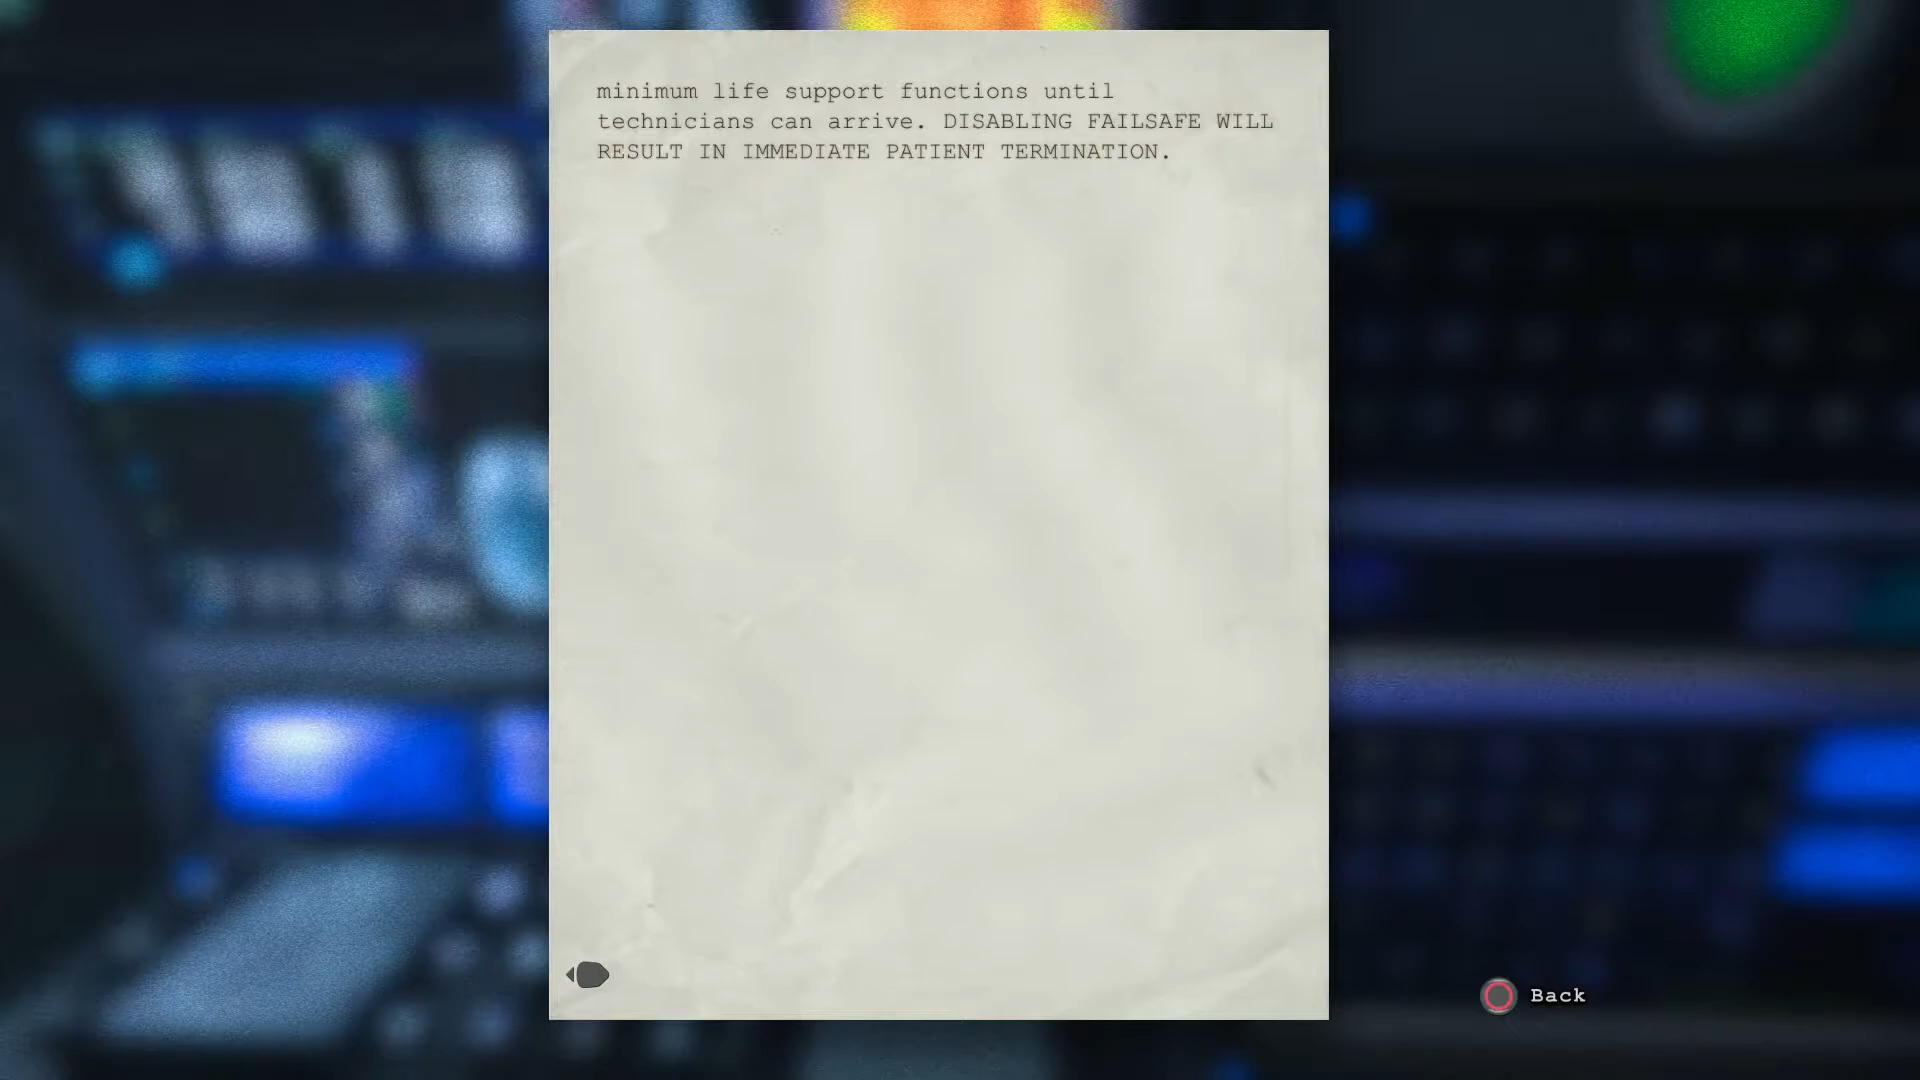 minimum life support functions until
technicians can arrive. DISABLING FAILSAFE WILL
RESULT IN IMMEDIATE PATIENT TERMINATION.
Back